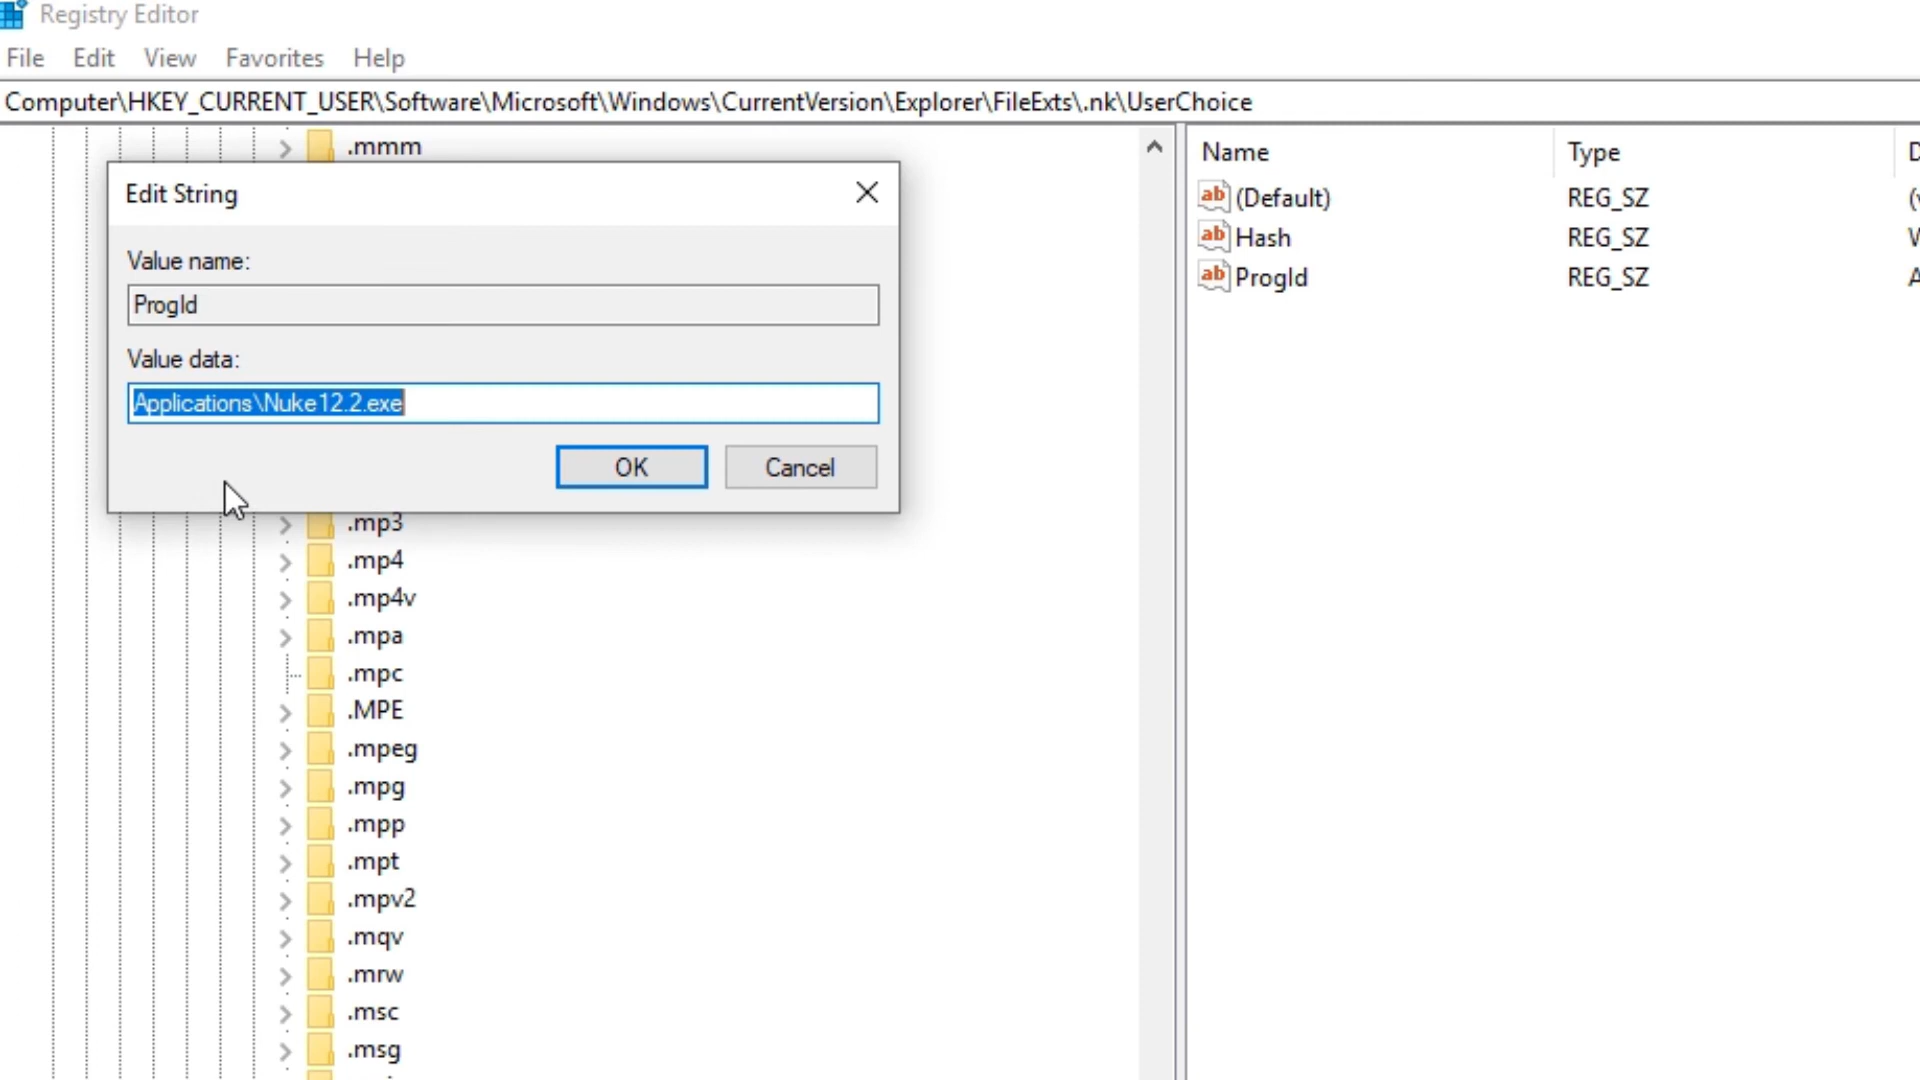 Registry Editor
File Edit View Favorites Help
Computer\HKEY_CURRENT_USER\Software\Microsoft\Windows\CurrentVersion\Explorer\FileExts\.nk\UserChoice
.mmm
Edit String
Value name:
ProgId
Value data:
Applications\Nuke12.2.exe
OK Cancel
.mp3
.mp4
.mp4v
.mpa
.mpc
.MPE
.mpeg
.mpg
.mpp
.mpt
.mpv2
.mqv
.mrw
.msc
.msg
Name Type
(Default) REG_SZ
Hash REG_SZ
ProgId REG_SZ